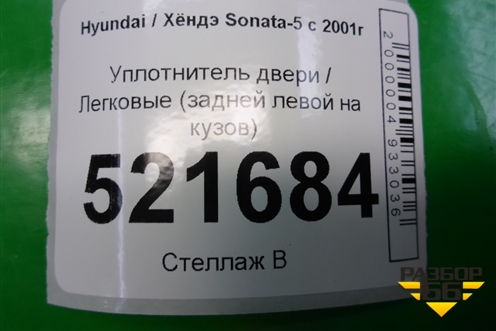 Hyundai / Хёндэ Sonata-5 с 2001г
Уплотнитель двери /
Легковые (задней левой на
кузов)
521684
Стеллаж В
2000004933036
РАЗБОР
66